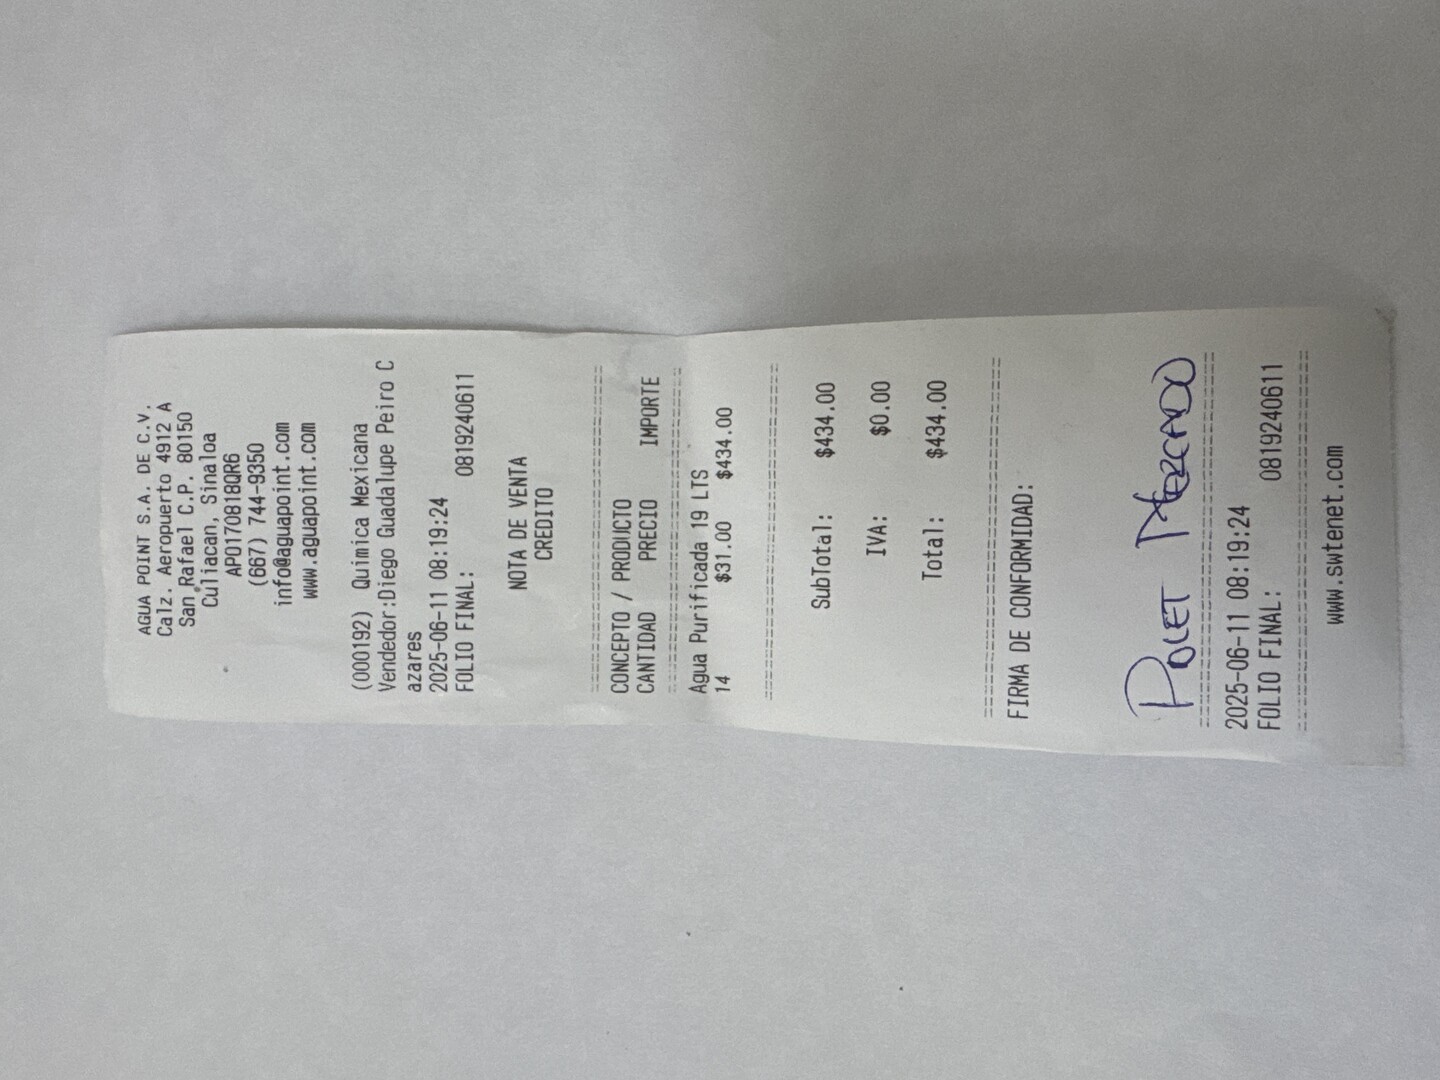 AGUA POINT S.A. DE C.V.
Calz. Aeropuerto 4912 A
San Rafael C.P. 80150
Culiacan, Sinaloa
APO170818QR6
(667) 744-9350
info@aguapoint.com
www.aguapoint.com
(000192) Quimica Mexicana
Vendedor:Diego Guadalupe Peiro C
azares
2025-06-11 08:19:24
FOLIO FINAL: 0819240611
NOTA DE VENTA
CREDITO
================================
CONCEPTO / PRODUCTO
CANTIDAD PRECIO IMPORTE
================================
Agua Purificada 19 LTS
14 $31.00 $434.00
================================
SubTotal: $434.00
IVA: $0.00
Total: $434.00
================================
FIRMA DE CONFORMIDAD:
POLET MERCADO
================================
2025-06-11 08:19:24
FOLIO FINAL: 0819240611
================================
www.swtenet.com